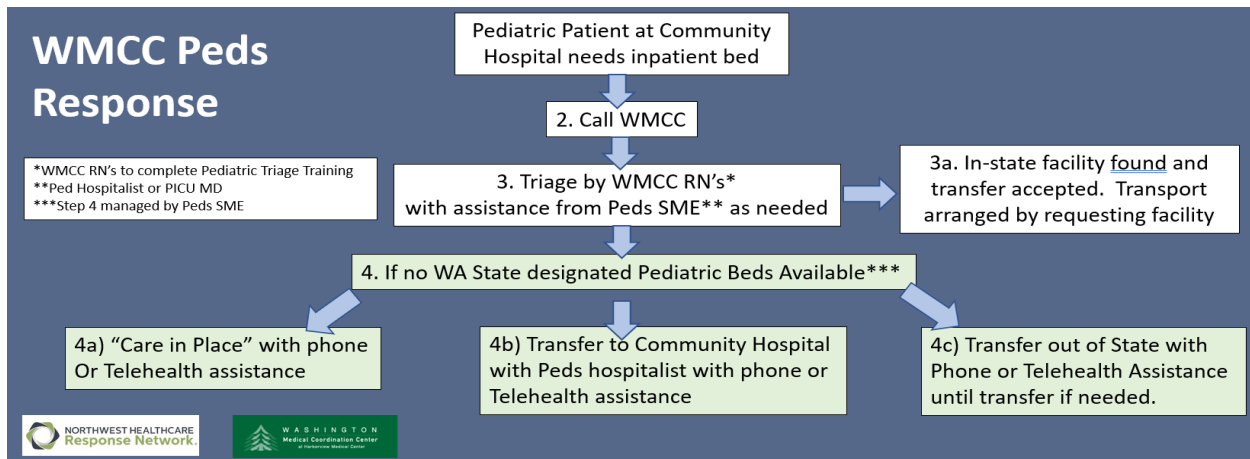 WMCC Peds
Response
Pediatric Patient at Community
Hospital needs inpatient bed
2. Call WMCC
*WMCC RN's to complete Pediatric Triage Training
**Ped Hospitalist or PICU MD
***Step 4 managed by Peds SME
3. Triage by WMCC RN's*
with assistance from Peds SME** as needed
3a. In-state facility found and
transfer accepted.  Transport
arranged by requesting facility
4. If no WA State designated Pediatric Beds Available***
4a) “Care in Place” with phone
Or Telehealth assistance
4b) Transfer to Community Hospital
with Peds hospitalist with phone or
Telehealth assistance
4c) Transfer out of State with
Phone or Telehealth Assistance
until transfer if needed.
NORTHWEST HEALTHCARE
Response Network.
WASHINGTON
Medical Coordination Center
at Harborview Medical Center